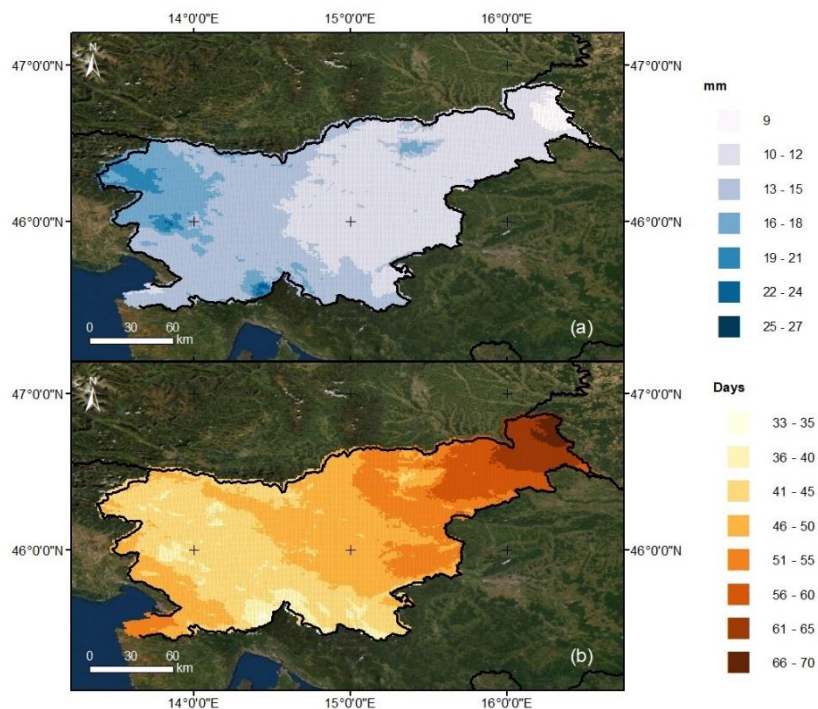 14°0'0"E 15°0'0"E 16°0'0"E
N
47°0'0"N 47°0'0"N
46°0'0"N 46°0'0"N
0 30 60
km
(a)
mm
9
10 - 12
13 - 15
16 - 18
19 - 21
22 - 24
25 - 27
N
47°0'0"N 47°0'0"N
46°0'0"N 46°0'0"N
0 30 60
km
(b)
Days
33 - 35
36 - 40
41 - 45
46 - 50
51 - 55
56 - 60
61 - 65
66 - 70
14°0'0"E 15°0'0"E 16°0'0"E